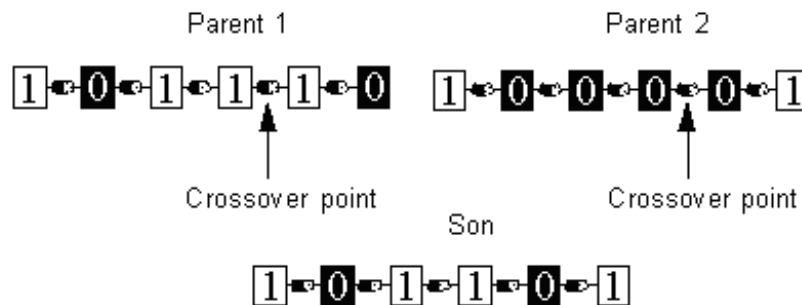 Parent 1
Parent 2
1 0 1 1 1 0
1 0 0 0 0 1
Crossover point
Crossover point
Son
1 0 1 1 0 1